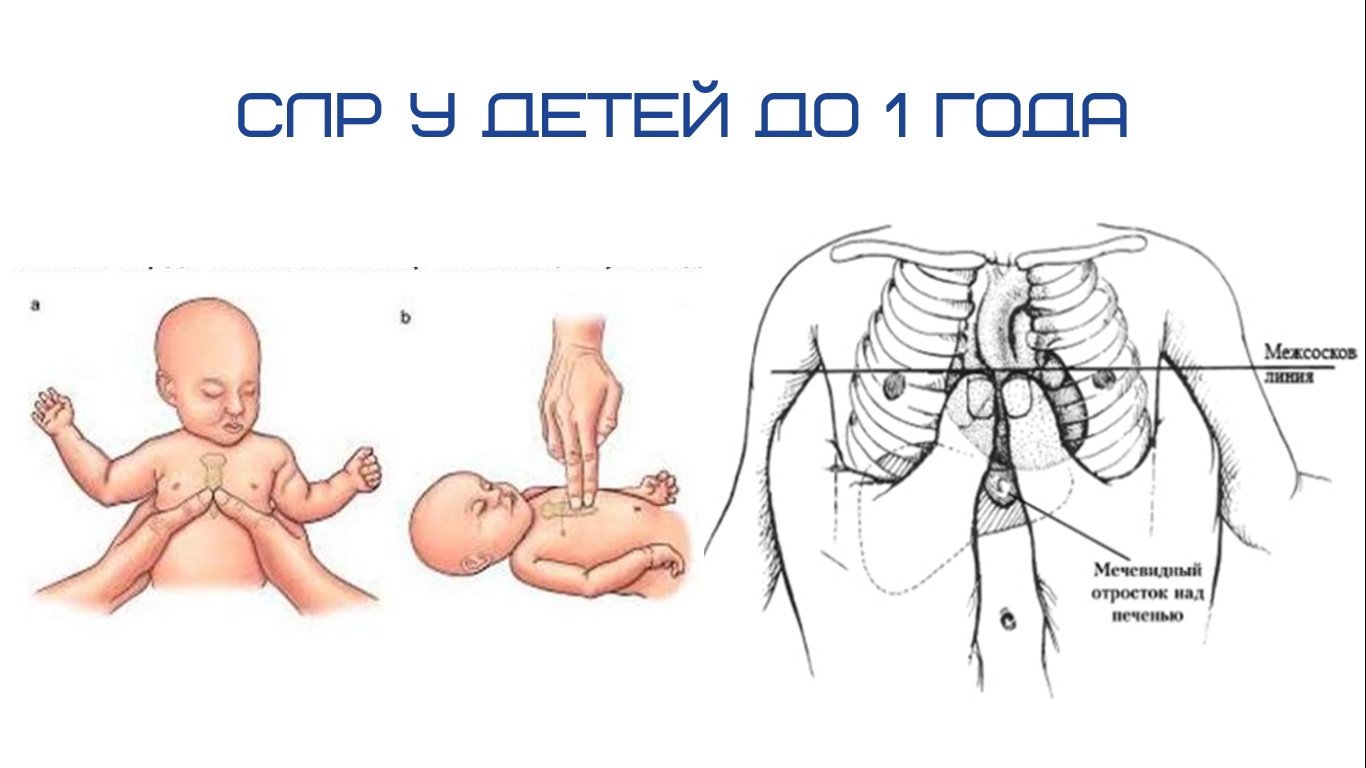 СЛР У ДЕТЕЙ ДО 1 ГОДА
a
b
Межсосков
линия
Мечевидный
отросток над
печенью